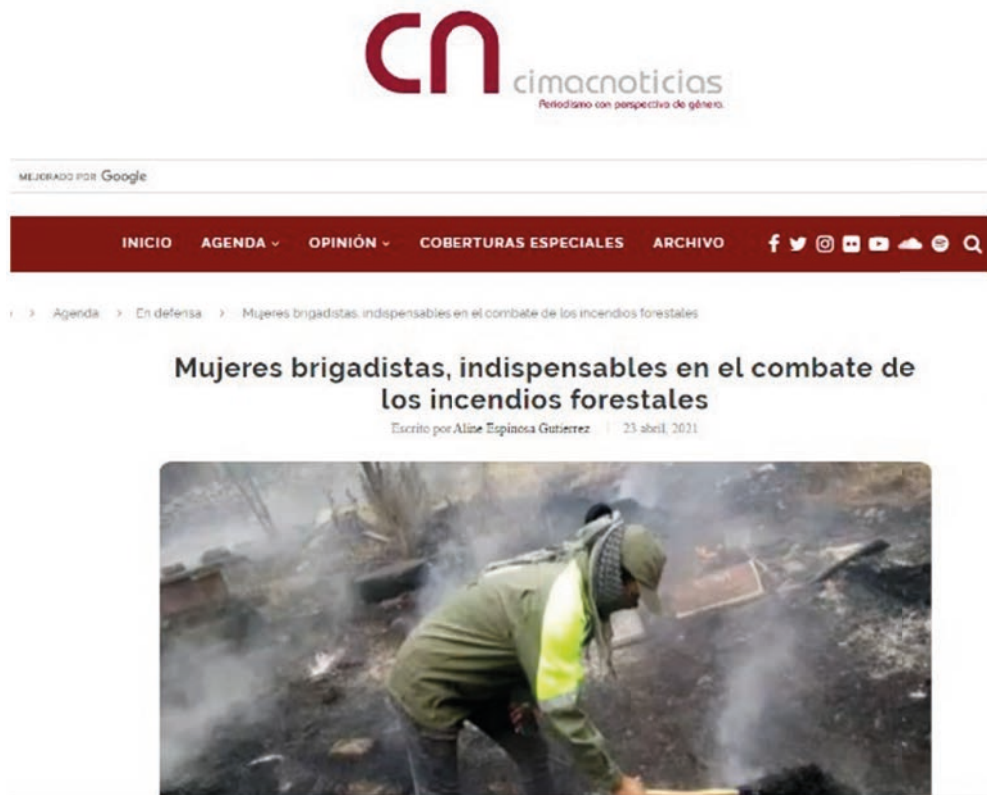 cn cimacnoticias
Periodismo con perspectiva de género.
MEJORADO POR Google
INICIO AGENDA OPINIÓN COBERTURAS ESPECIALES ARCHIVO
> > Agenda > En defensa > Mujeres brigadistas, indispensables en el combate de los incendios forestales
Mujeres brigadistas, indispensables en el combate de
los incendios forestales
Escrito por Aline Espinosa Gutierrez | 23 abril, 2021